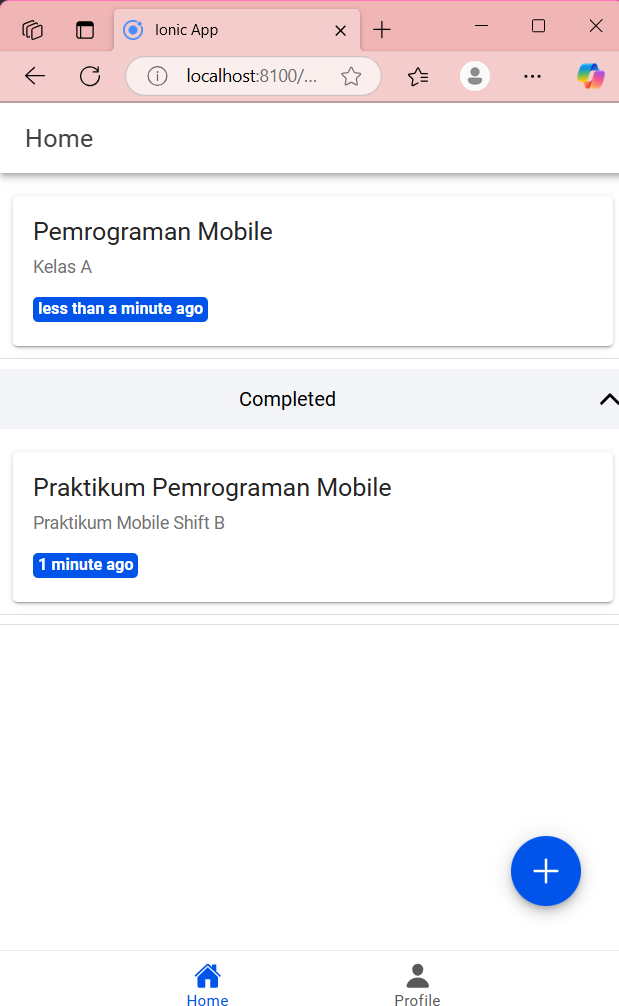 Ionic App
localhost:8100/...
Home
Pemrograman Mobile
Kelas A
less than a minute ago
Completed
Praktikum Pemrograman Mobile
Praktikum Mobile Shift B
1 minute ago
Home
Profile